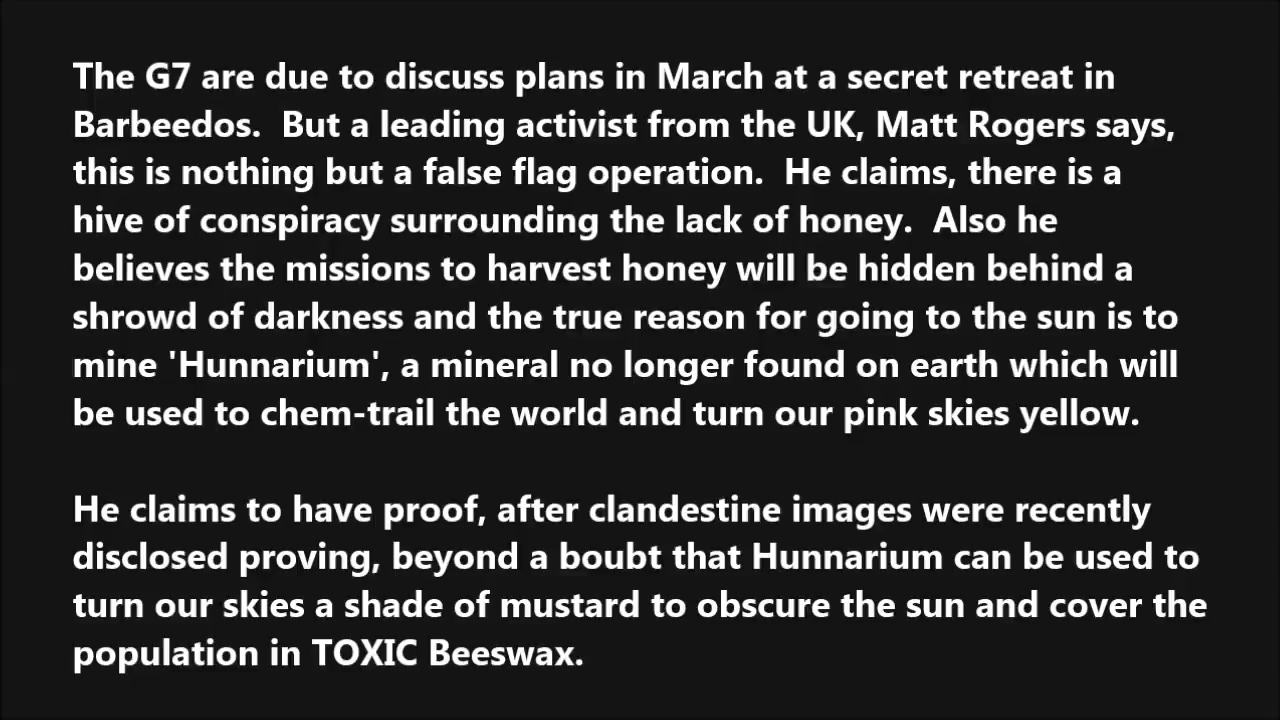 The G7 are due to discuss plans in March at a secret retreat in
Barbeedos.  But a leading activist from the UK, Matt Rogers says,
this is nothing but a false flag operation.  He claims, there is a
hive of conspiracy surrounding the lack of honey.  Also he
believes the missions to harvest honey will be hidden behind a
shrowd of darkness and the true reason for going to the sun is to
mine 'Hunnarium', a mineral no longer found on earth which will
be used to chem-trail the world and turn our pink skies yellow.
He claims to have proof, after clandestine images were recently
disclosed proving, beyond a boubt that Hunnarium can be used to
turn our skies a shade of mustard to obscure the sun and cover the
population in TOXIC Beeswax.